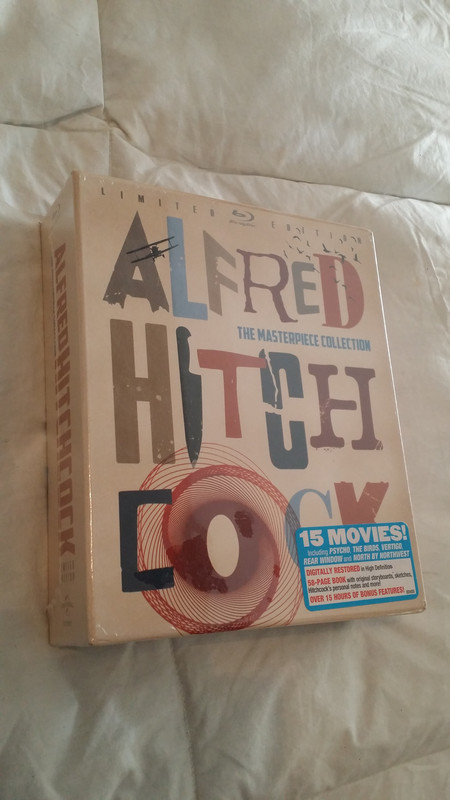 LIMITED EDITION
ALFRED
THE MASTERPIECE COLLECTION
HITCH
COCK
15 MOVIES!
Including PSYCHO, THE BIRDS, VERTIGO,
REAR WINDOW and NORTH BY NORTHWEST
DIGITALLY RESTORED in High Definition
50-PAGE BOOK with original storyboards, sketches,
Hitchcock's personal notes and more!
OVER 15 HOURS OF BONUS FEATURES!
ALFRED HITCHCOCK